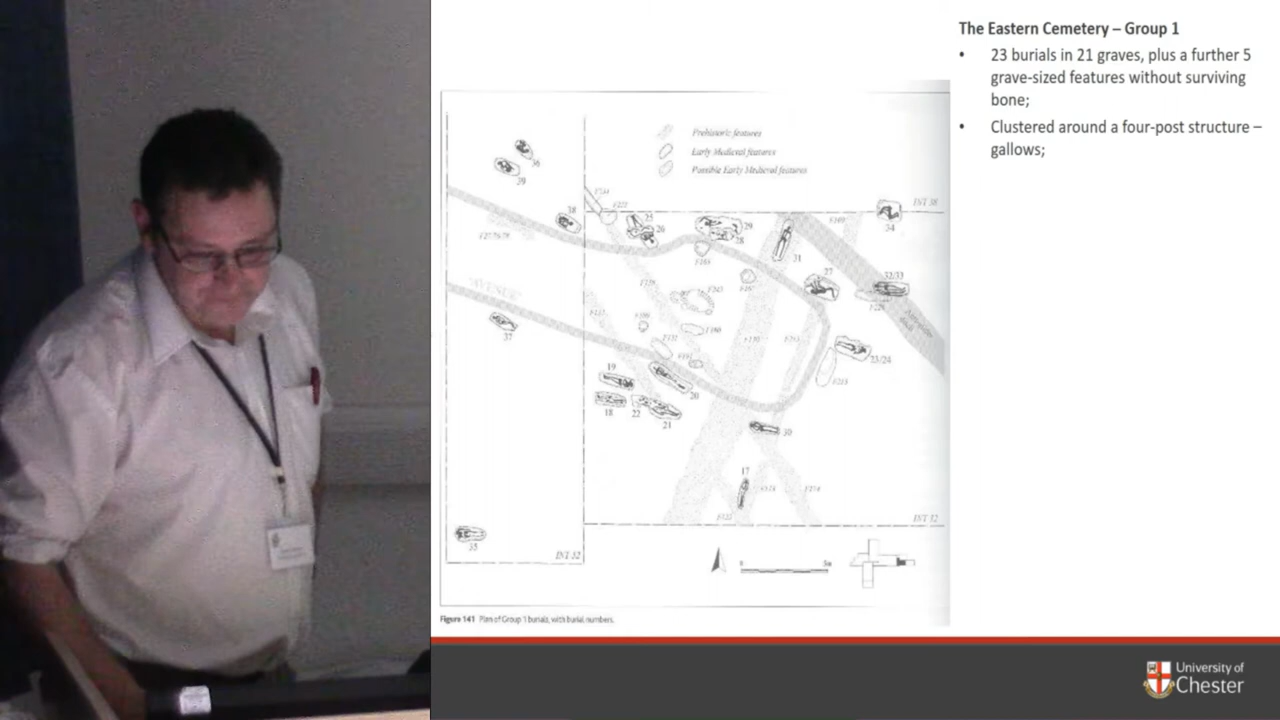 The Eastern Cemetery – Group 1
• 23 burials in 21 graves, plus a further 5
grave-sized features without surviving
bone;
• Clustered around a four-post structure –
gallows;
Prehistoric features
Early Medieval features
Possible Early Medieval features
36
39
38
25
26
29
28
31
34
INT 38
27
32/33
"AVENUE"
37
23/24
19
18
22
21
20
30
17
35
INT 52
INT 32
0
5m
Figure 141 Plan of Group 1 burials, with burial numbers.
University of
Chester